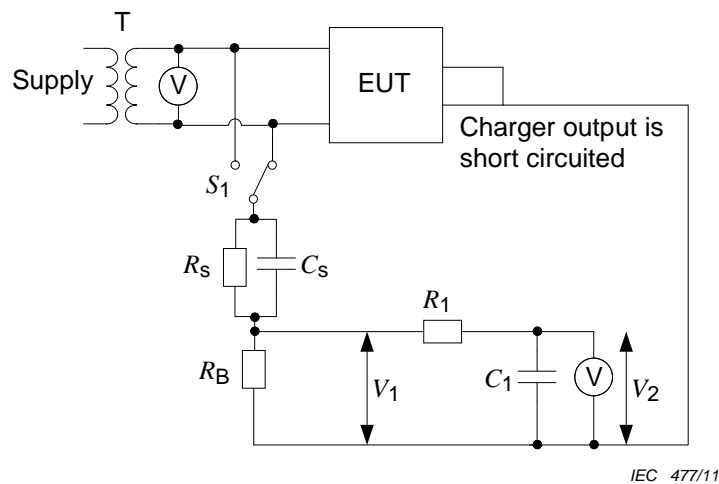 T
Supply
V
EUT
Charger output is
short circuited
S1
Rs
Cs
R1
RB
V1
C1
V
V2
IEC 477/11